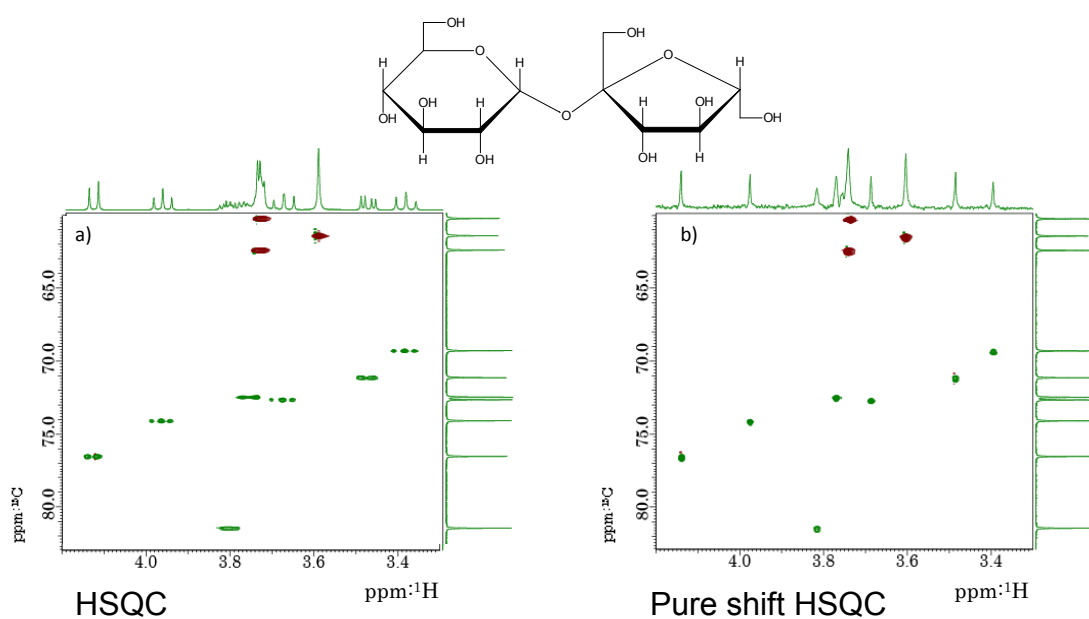 OH
O
H
H
OH
H
OH
H
OH
O
OH
O
H
H
OH
OH
H
OH
a)
65.0
70.0
75.0
80.0
ppm:¹³C
4.0
3.8
3.6
3.4
ppm:¹H
HSQC
b)
65.0
70.0
75.0
80.0
ppm:¹³C
4.0
3.8
3.6
3.4
ppm:¹H
Pure shift HSQC